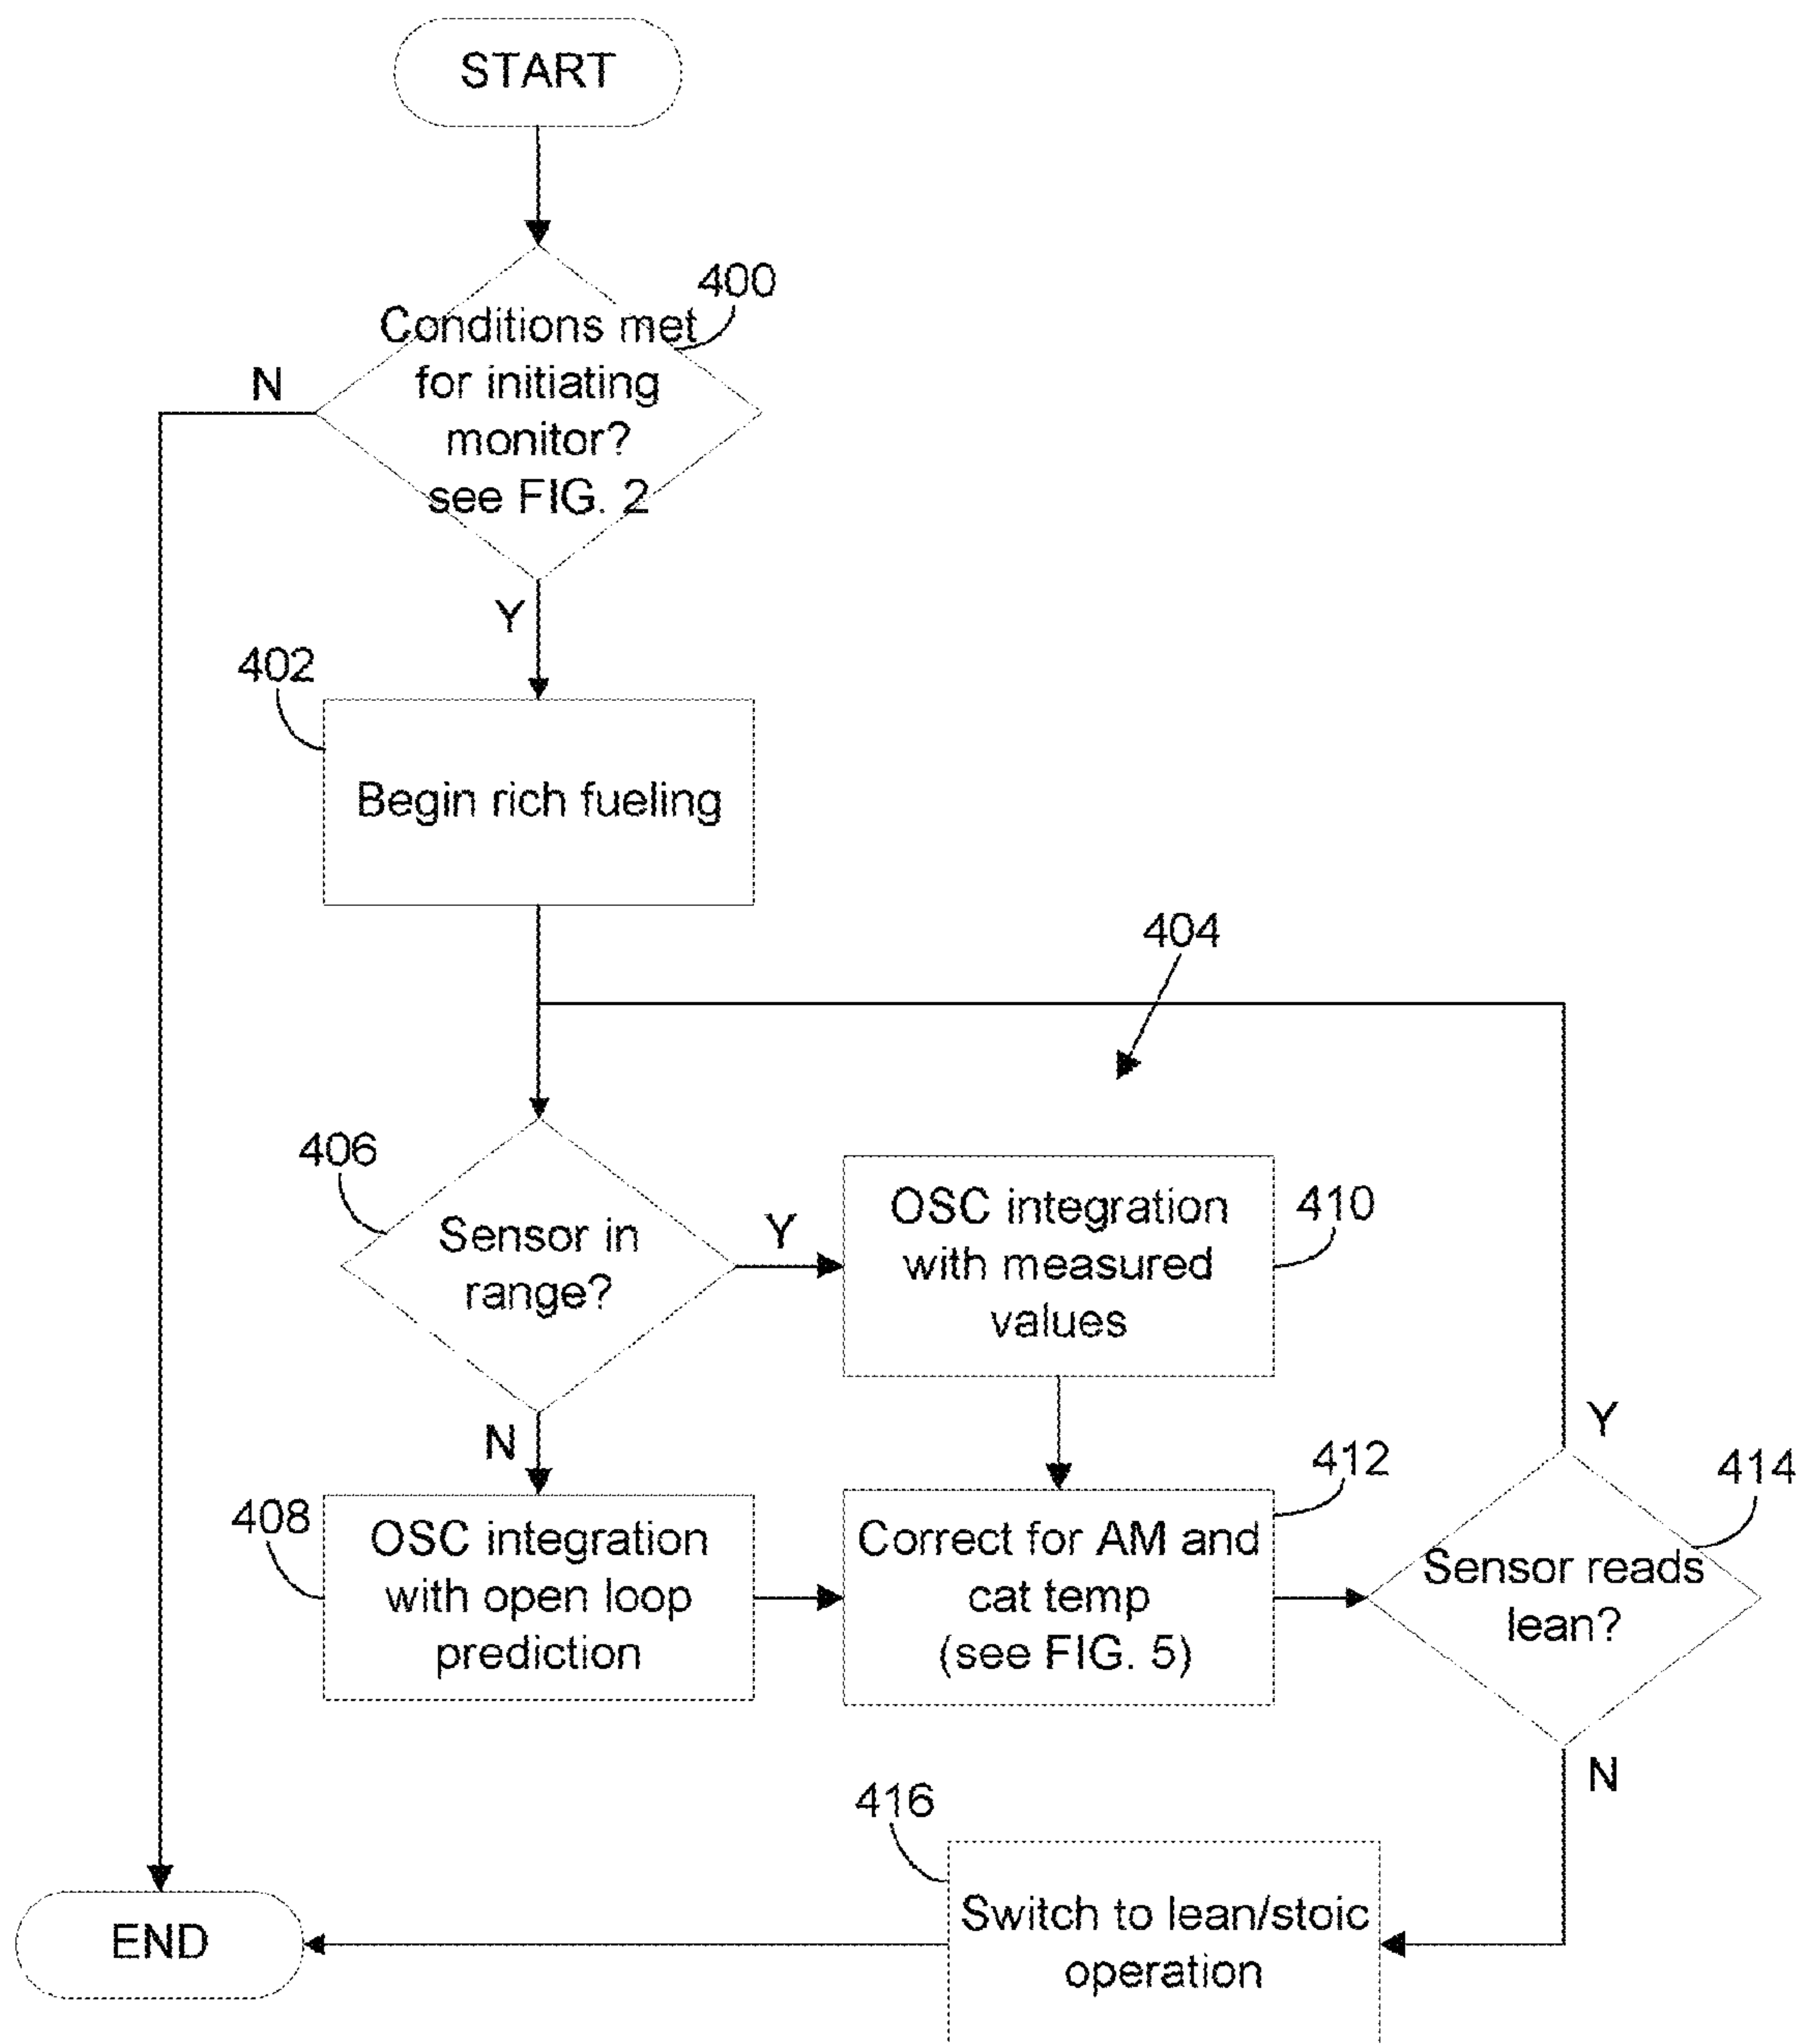 START
400
Conditions met
for initiating
monitor?
see FIG. 2
N
Y
402
Begin rich fueling
404
406
Sensor in
range?
Y
OSC integration
with measured
values
410
N
408
OSC integration
with open loop
prediction
412
Correct for AM and
cat temp
(see FIG. 5)
Y
414
Sensor reads
lean?
N
416
Switch to lean/stoic
operation
END